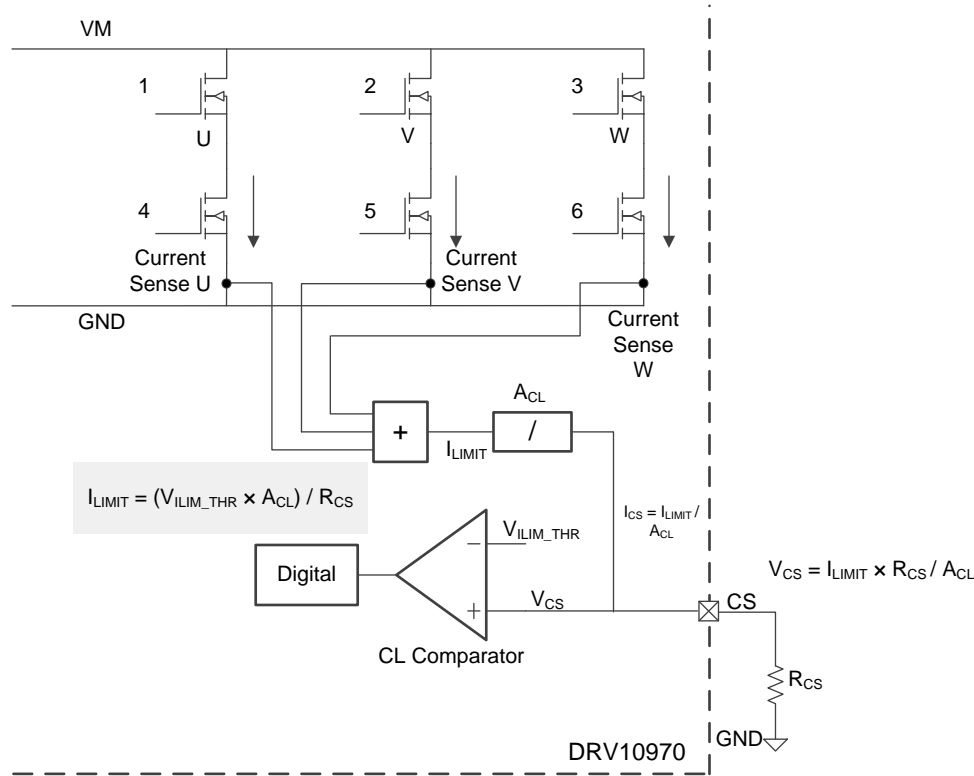 VM
1
2
3
U
V
W
4
5
6
Current
Sense U
Current
Sense V
GND
Current
Sense
W
A_CL
+
/
I_LIMIT
I_LIMIT = (V_ILIM_THR × A_CL) / R_CS
I_CS = I_LIMIT /
A_CL
V_ILIM_THR
−
Digital
V_CS = I_LIMIT × R_CS / A_CL
V_CS
+
CS
CL Comparator
R_CS
GND
DRV10970